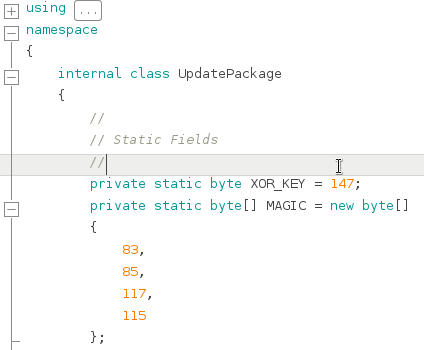 using ...
namespace
{
internal class UpdatePackage
{
//
// Static Fields
//
private static byte XOR_KEY = 147;
private static byte[] MAGIC = new byte[]
{
83,
85,
117,
115
};